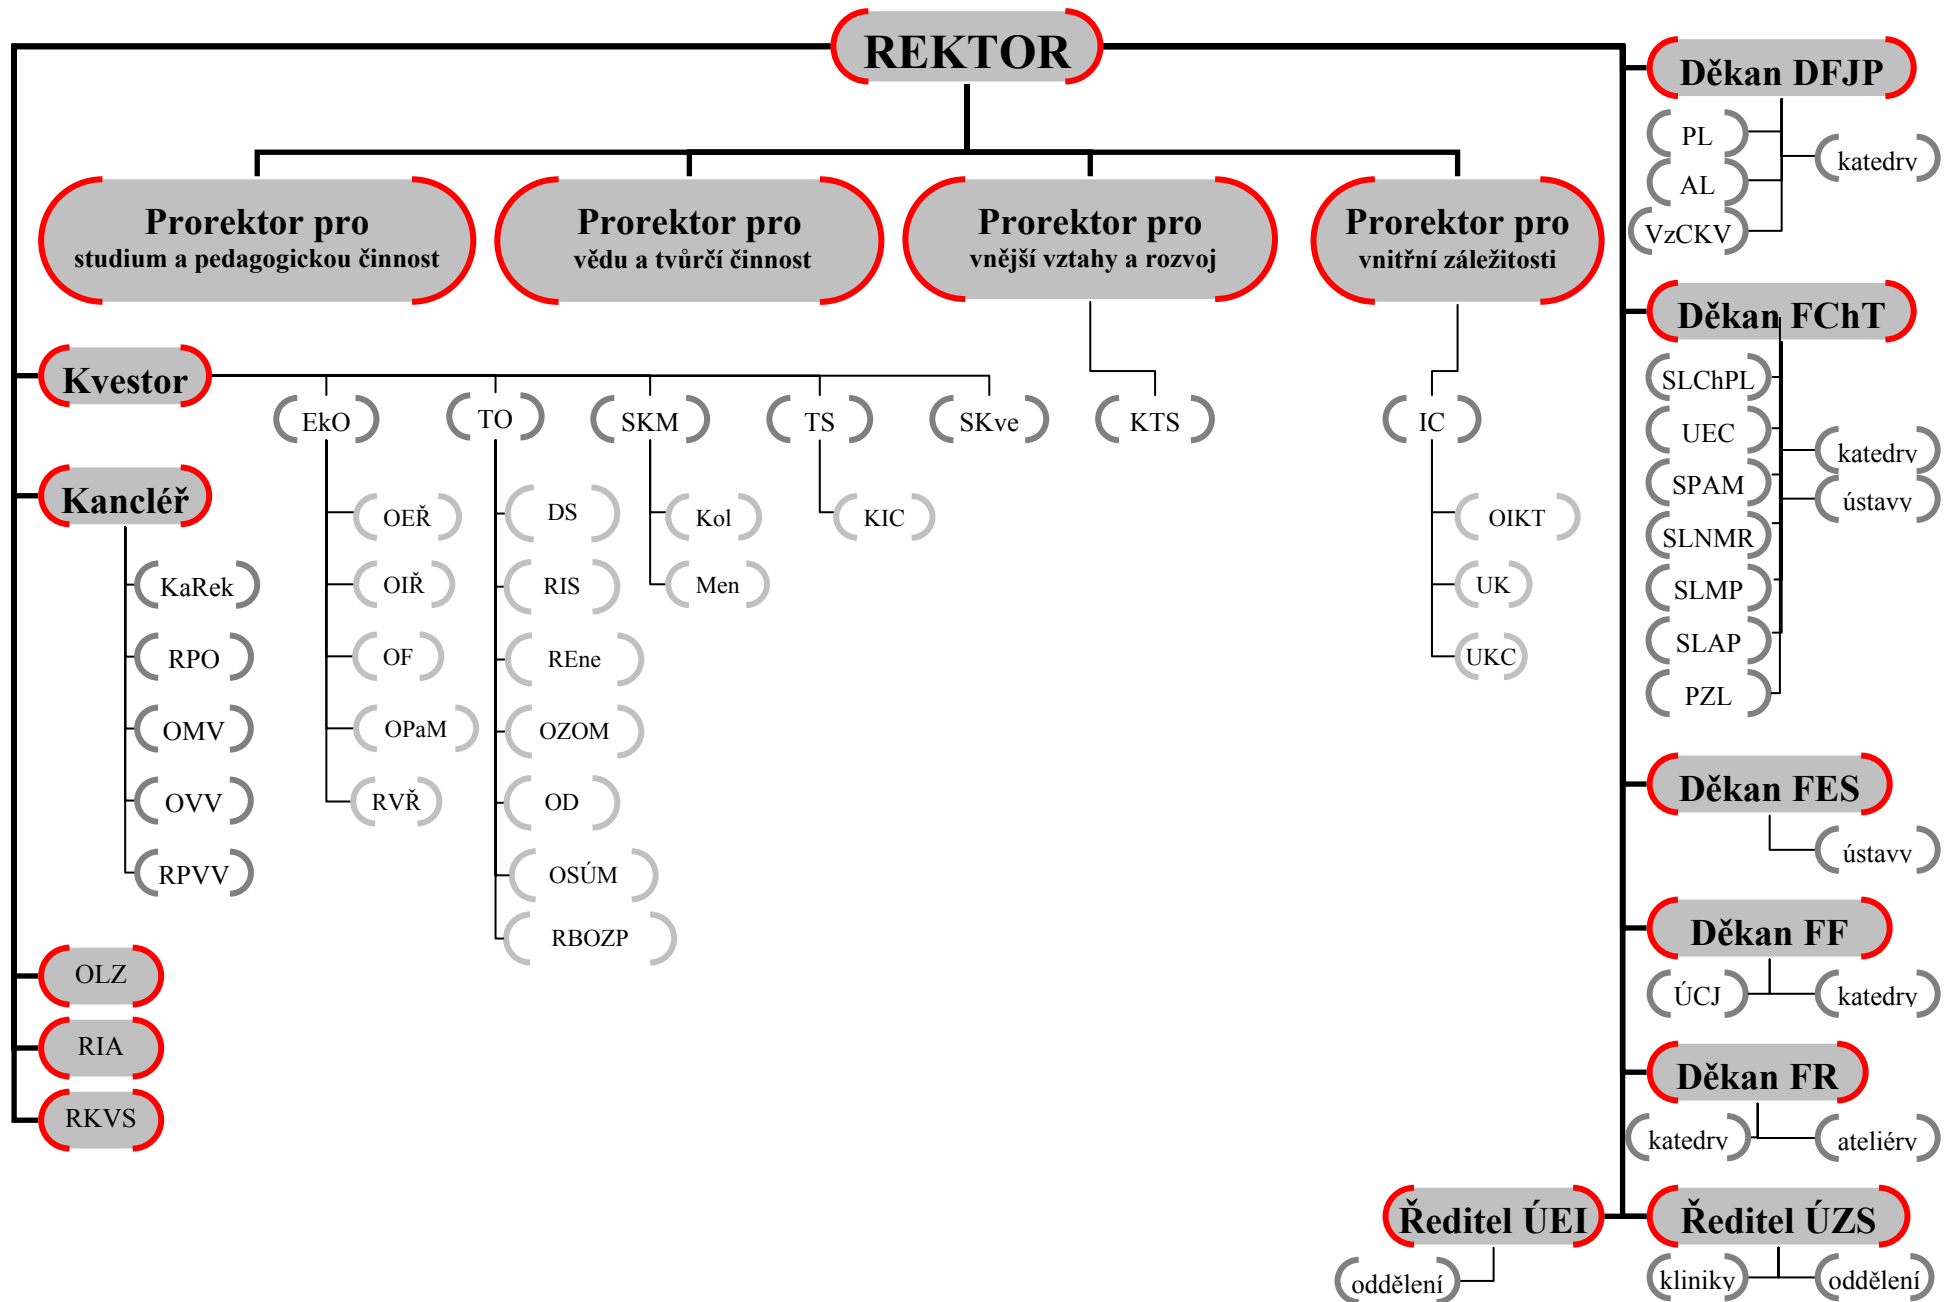 REKTOR
Prorektor pro
studium a pedagogickou činnost
Prorektor pro
vědu a tvůrčí činnost
Prorektor pro
vnější vztahy a rozvoj
Prorektor pro
vnitřní záležitosti
Kvestor
EkO
TO
SKM
TS
SKve
KTS
IC
OEŘ
OIŘ
OF
OPaM
RVŘ
DS
RIS
REne
OZOM
OD
OSÚM
RBOZP
Kol
Men
KIC
OIKT
UK
UKC
Kancléř
KaRek
RPO
OMV
OVV
RPVV
OLZ
RIA
RKVS
Děkan DFJP
PL
AL
VzCKV
katedry
Děkan FChT
SLChPL
UEC
SPAM
SLNMR
SLMP
SLAP
PZL
katedry
ústavy
Děkan FES
ústavy
Děkan FF
ÚCJ
katedry
Děkan FR
katedry
ateliéry
Ředitel ÚEI
oddělení
Ředitel ÚZS
kliniky
oddělení